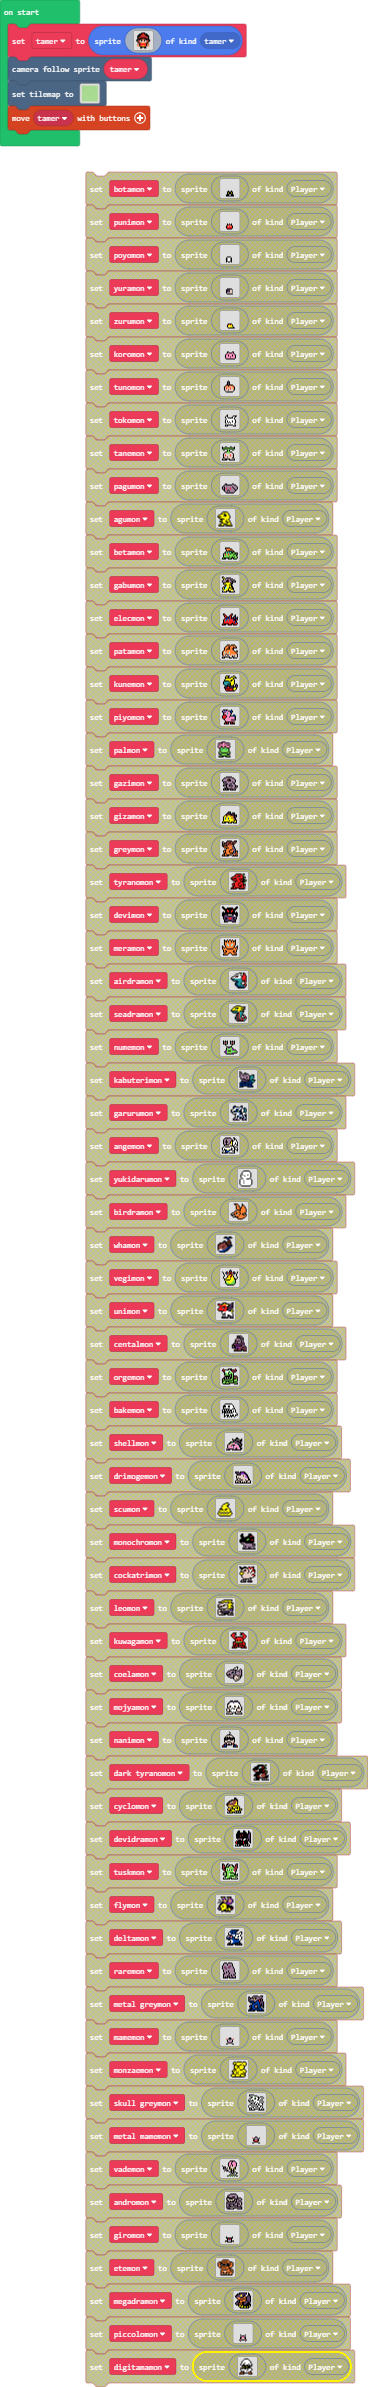 on start
set tamer to sprite of kind tamer
camera follow sprite tamer
set tilemap to
move tamer with buttons
set botamon to sprite of kind Player
set punimon to sprite of kind Player
set poyomon to sprite of kind Player
set yuramon to sprite of kind Player
set zurumon to sprite of kind Player
set koromon to sprite of kind Player
set tunomon to sprite of kind Player
set tokomon to sprite of kind Player
set tanemon to sprite of kind Player
set pagumon to sprite of kind Player
set agumon to sprite of kind Player
set betamon to sprite of kind Player
set gabumon to sprite of kind Player
set elecmon to sprite of kind Player
set patamon to sprite of kind Player
set kunemon to sprite of kind Player
set piyomon to sprite of kind Player
set palmon to sprite of kind Player
set gazimon to sprite of kind Player
set gizamon to sprite of kind Player
set greymon to sprite of kind Player
set tyranomon to sprite of kind Player
set devimon to sprite of kind Player
set meramon to sprite of kind Player
set airdramon to sprite of kind Player
set seadramon to sprite of kind Player
set numemon to sprite of kind Player
set kabuterimon to sprite of kind Player
set garurumon to sprite of kind Player
set angemon to sprite of kind Player
set yukidarumon to sprite of kind Player
set birdramon to sprite of kind Player
set whamon to sprite of kind Player
set vegimon to sprite of kind Player
set unimon to sprite of kind Player
set centalmon to sprite of kind Player
set orgemon to sprite of kind Player
set bakemon to sprite of kind Player
set shellmon to sprite of kind Player
set drimogemon to sprite of kind Player
set scumon to sprite of kind Player
set monochromon to sprite of kind Player
set cockatrimon to sprite of kind Player
set leomon to sprite of kind Player
set kuwagamon to sprite of kind Player
set coelamon to sprite of kind Player
set mojyamon to sprite of kind Player
set nanimon to sprite of kind Player
set dark tyranomon to sprite of kind Player
set cyclomon to sprite of kind Player
set devidramon to sprite of kind Player
set tuskmon to sprite of kind Player
set flymon to sprite of kind Player
set deltamon to sprite of kind Player
set raremon to sprite of kind Player
set metal greymon to sprite of kind Player
set mamemon to sprite of kind Player
set monzaemon to sprite of kind Player
set skull greymon to sprite of kind Player
set metal mamemon to sprite of kind Player
set vademon to sprite of kind Player
set andromon to sprite of kind Player
set giromon to sprite of kind Player
set etemon to sprite of kind Player
set megadramon to sprite of kind Player
set piccolomon to sprite of kind Player
set digitamamon to sprite of kind Player